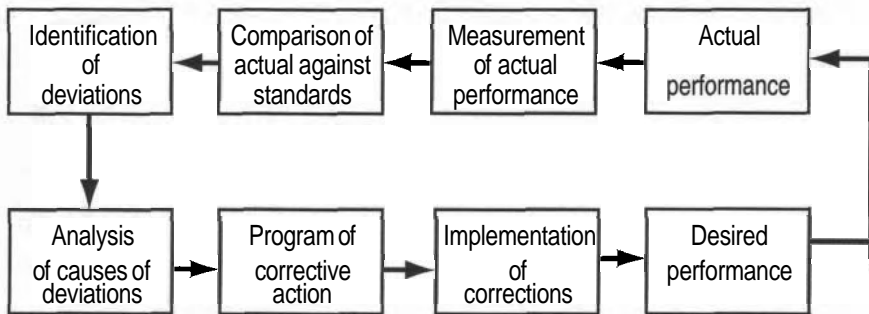 Identification
of
deviations
Comparison of
actual against
standards
Measurement
of actual
performance
Actual
performance
Analysis
of causes of
deviations
Program of
corrective
action
Implementation
of
corrections
Desired
performance